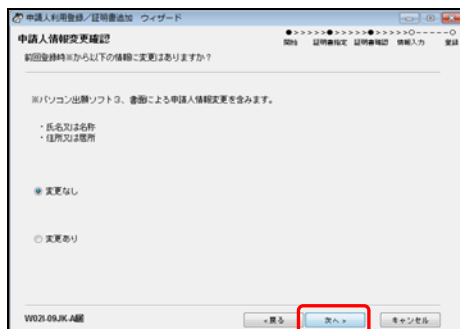 申請人利用登録／証明書追加 ウィザード
申請人情報変更確認
開始 証明書指定 証明書確認 情報入力 登録
前回登録時※から以下の情報に変更はありますか？
※パソコン出願ソフト3、書面による申請人情報変更を含みます。
・氏名又は名称
・住所又は居所
変更なし
変更あり
W021-09.JK-A認
<戻る 次へ> キャンセル